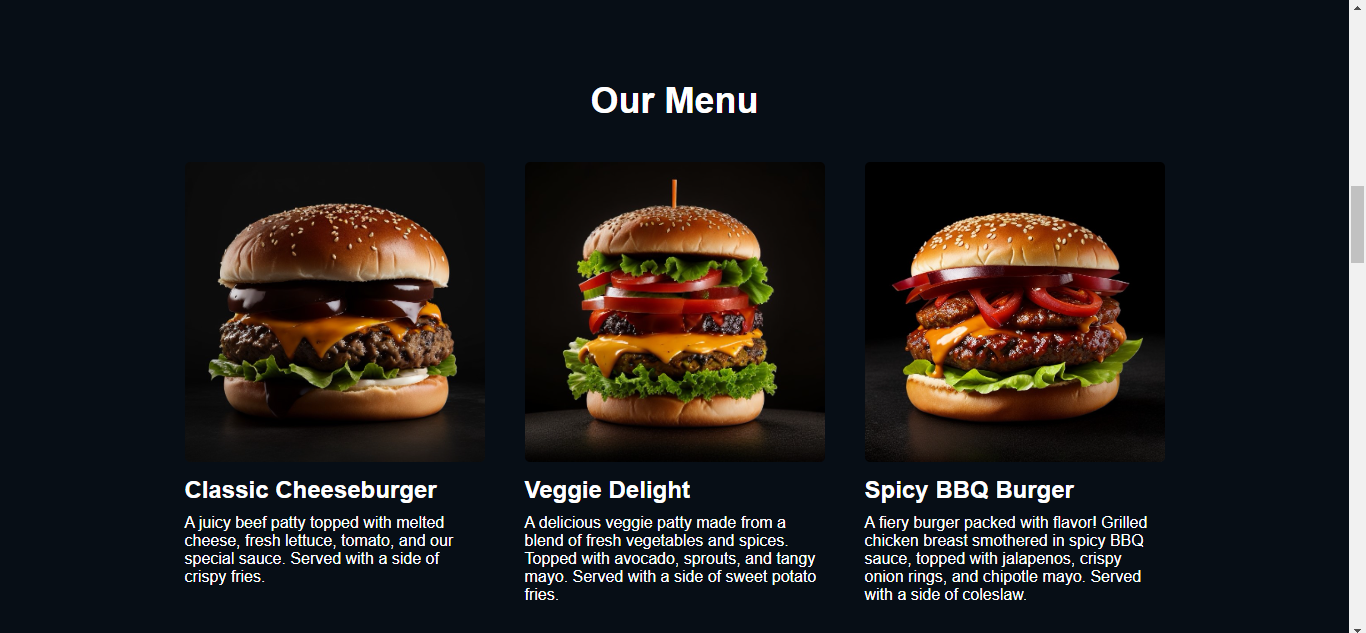 Our Menu
Classic Cheeseburger
A juicy beef patty topped with melted
cheese, fresh lettuce, tomato, and our
special sauce. Served with a side of
crispy fries.
Veggie Delight
A delicious veggie patty made from a
blend of fresh vegetables and spices.
Topped with avocado, sprouts, and tangy
mayo. Served with a side of sweet potato
fries.
Spicy BBQ Burger
A fiery burger packed with flavor! Grilled
chicken breast smothered in spicy BBQ
sauce, topped with jalapenos, crispy
onion rings, and chipotle mayo. Served
with a side of coleslaw.